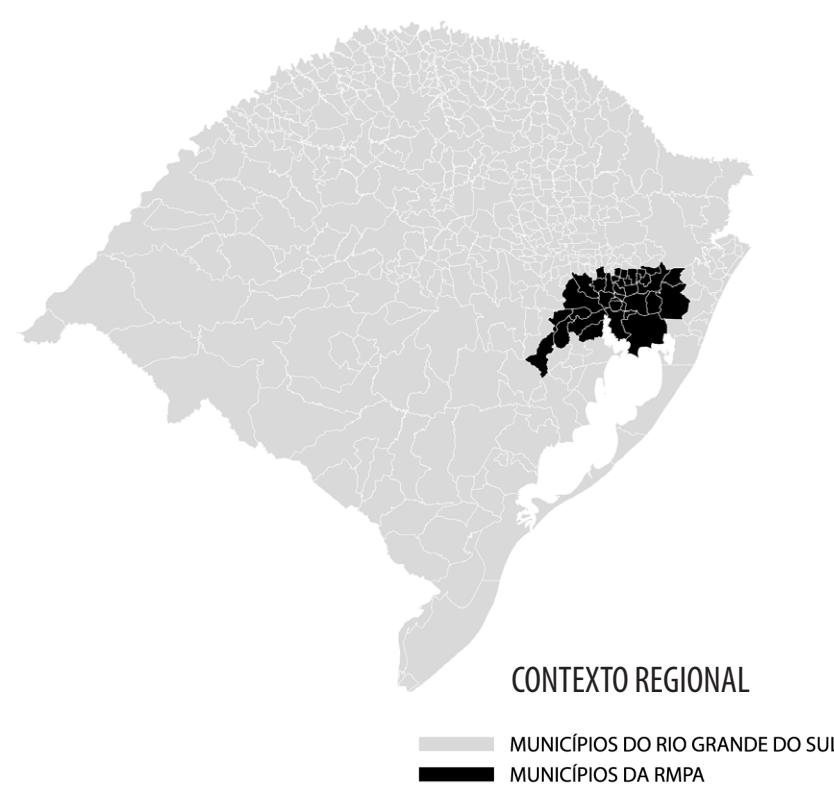 CONTEXTO REGIONAL
MUNICÍPIOS DO RIO GRANDE DO SUL
MUNICÍPIOS DA RMPA